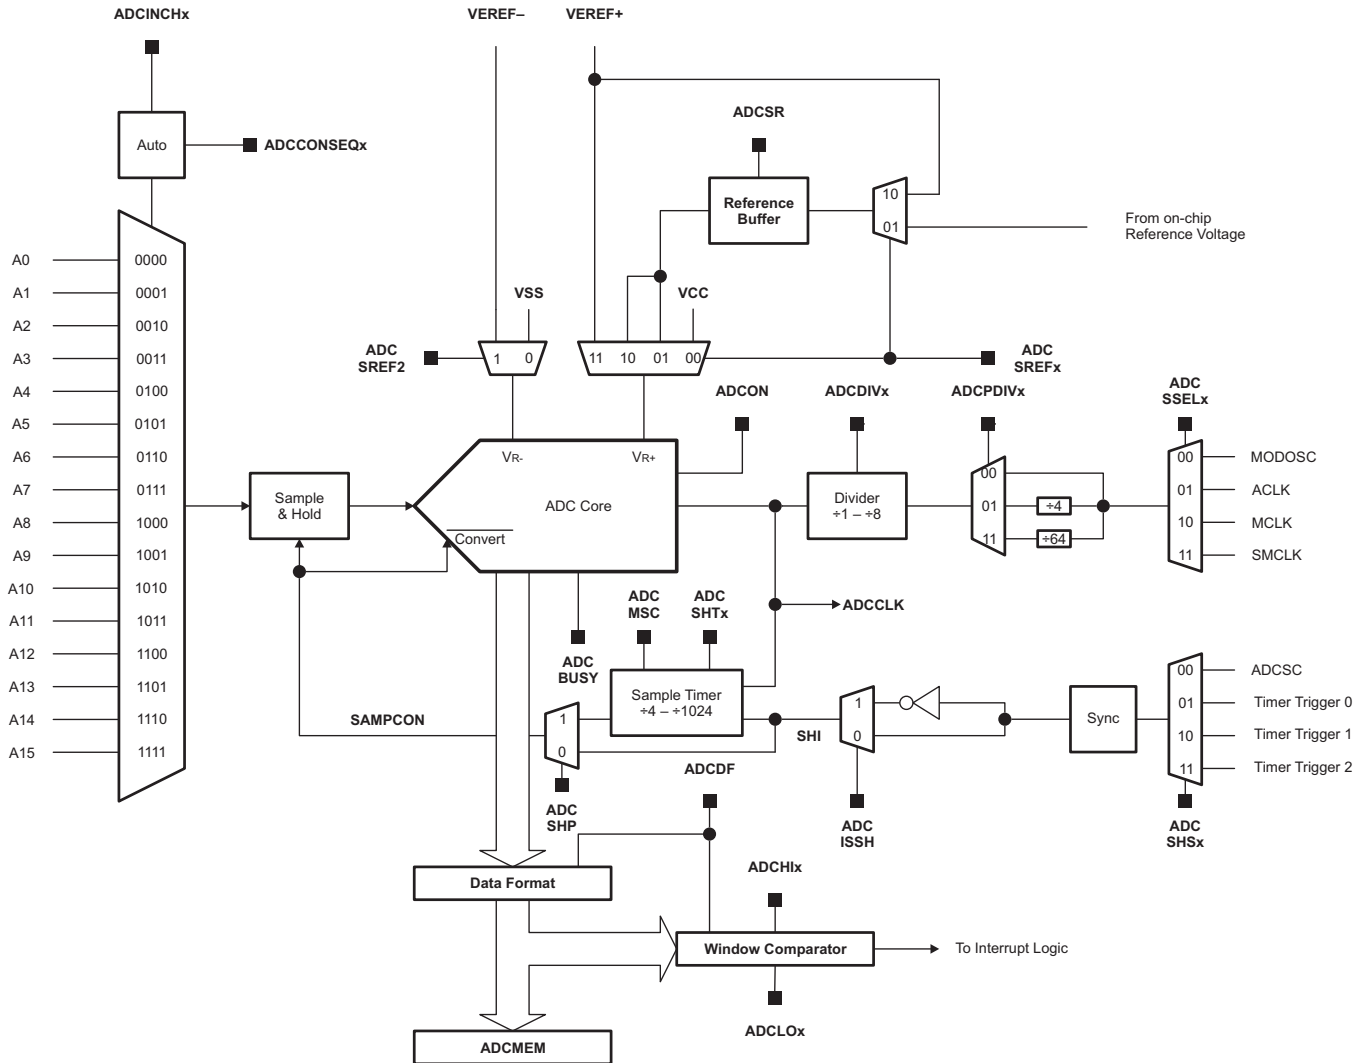 ADCINCHx
VEREF–
VEREF+
ADCSR
Auto
ADCCONSEQx
Reference
Buffer
10
01
From on-chip
Reference Voltage
A0
0000
A1
0001
A2
0010
A3
0011
A4
0100
A5
0101
A6
0110
A7
0111
A8
1000
A9
1001
A10
1010
A11
1011
A12
1100
A13
1101
A14
1110
A15
1111
VSS
VCC
ADC
SREF2
1
0
11
10
01
00
ADC
SREFx
ADCON
ADCDIVx
ADCPDIVx
ADC
SSELx
VR-
VR+
ADC Core
Convert
Sample
& Hold
Divider
÷1 – ÷8
00
01
11
÷4
÷64
00
MODOSC
01
ACLK
10
MCLK
11
SMCLK
ADC
MSC
ADC
SHTx
ADCCLK
ADC
BUSY
Sample Timer
÷4 – ÷1024
SAMPCON
1
0
ADC
SHP
SHI
1
0
ADC
ISSH
Sync
00
ADCSC
01
Timer Trigger 0
10
Timer Trigger 1
11
Timer Trigger 2
ADC
SHSx
ADCDF
Data Format
ADCHIx
Window Comparator
To Interrupt Logic
ADCLOx
ADCMEM